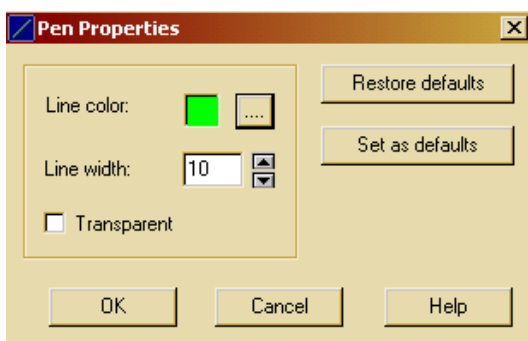 Pen Properties
Line color:
....
Restore defaults
Line width:
10
Set as defaults
Transparent
OK
Cancel
Help